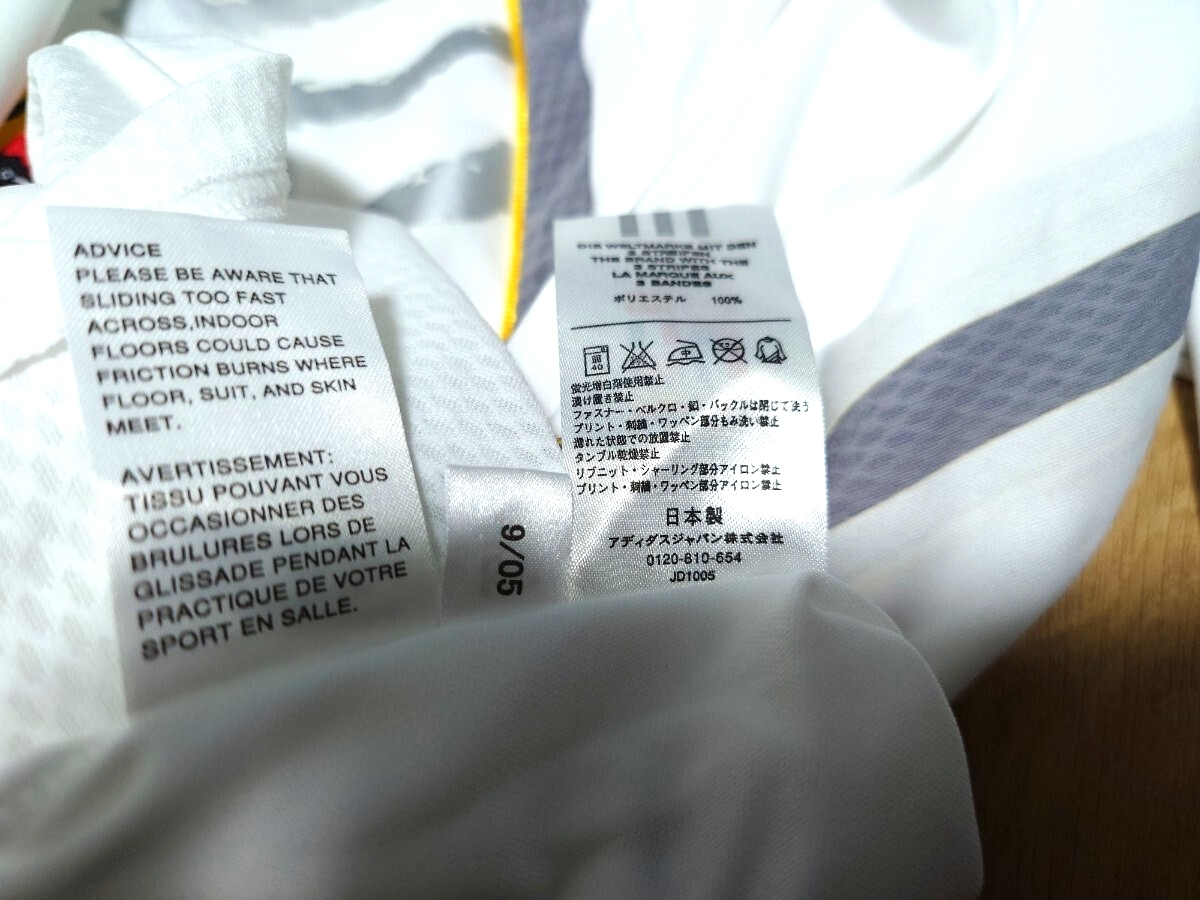 ADVICE
PLEASE BE AWARE THAT
SLIDING TOO FAST
ACROSS,INDOOR
FLOORS COULD CAUSE
FRICTION BURNS WHERE
FLOOR, SUIT, AND SKIN
MEET.
AVERTISSEMENT:
TISSU POUVANT VOUS
OCCASIONNER DES
BRULURES LORS DE
GLISSADE PENDANT LA
PRACTIQUE DE VOTRE
SPORT EN SALLE.
9/05
DIE WELTMARKE MIT DEN
3 STREIFEN
THE BRAND WITH THE
3 STRIPES
LA MARQUE AUX
3 BANDES
ポリエステル 100%
40
蛍光増白剤使用禁止
漬け置き禁止
ファスナー・ベルクロ・釦・バックルは閉じて洗う
プリント・刺繍・ワッペン部分もみ洗い禁止
濡れた状態での放置禁止
タンブル乾燥禁止
リブニット・シャーリング部分アイロン禁止
プリント・刺繍・ワッペン部分アイロン禁止
日本製
アディダスジャパン株式会社
0120-810-654
JD1005